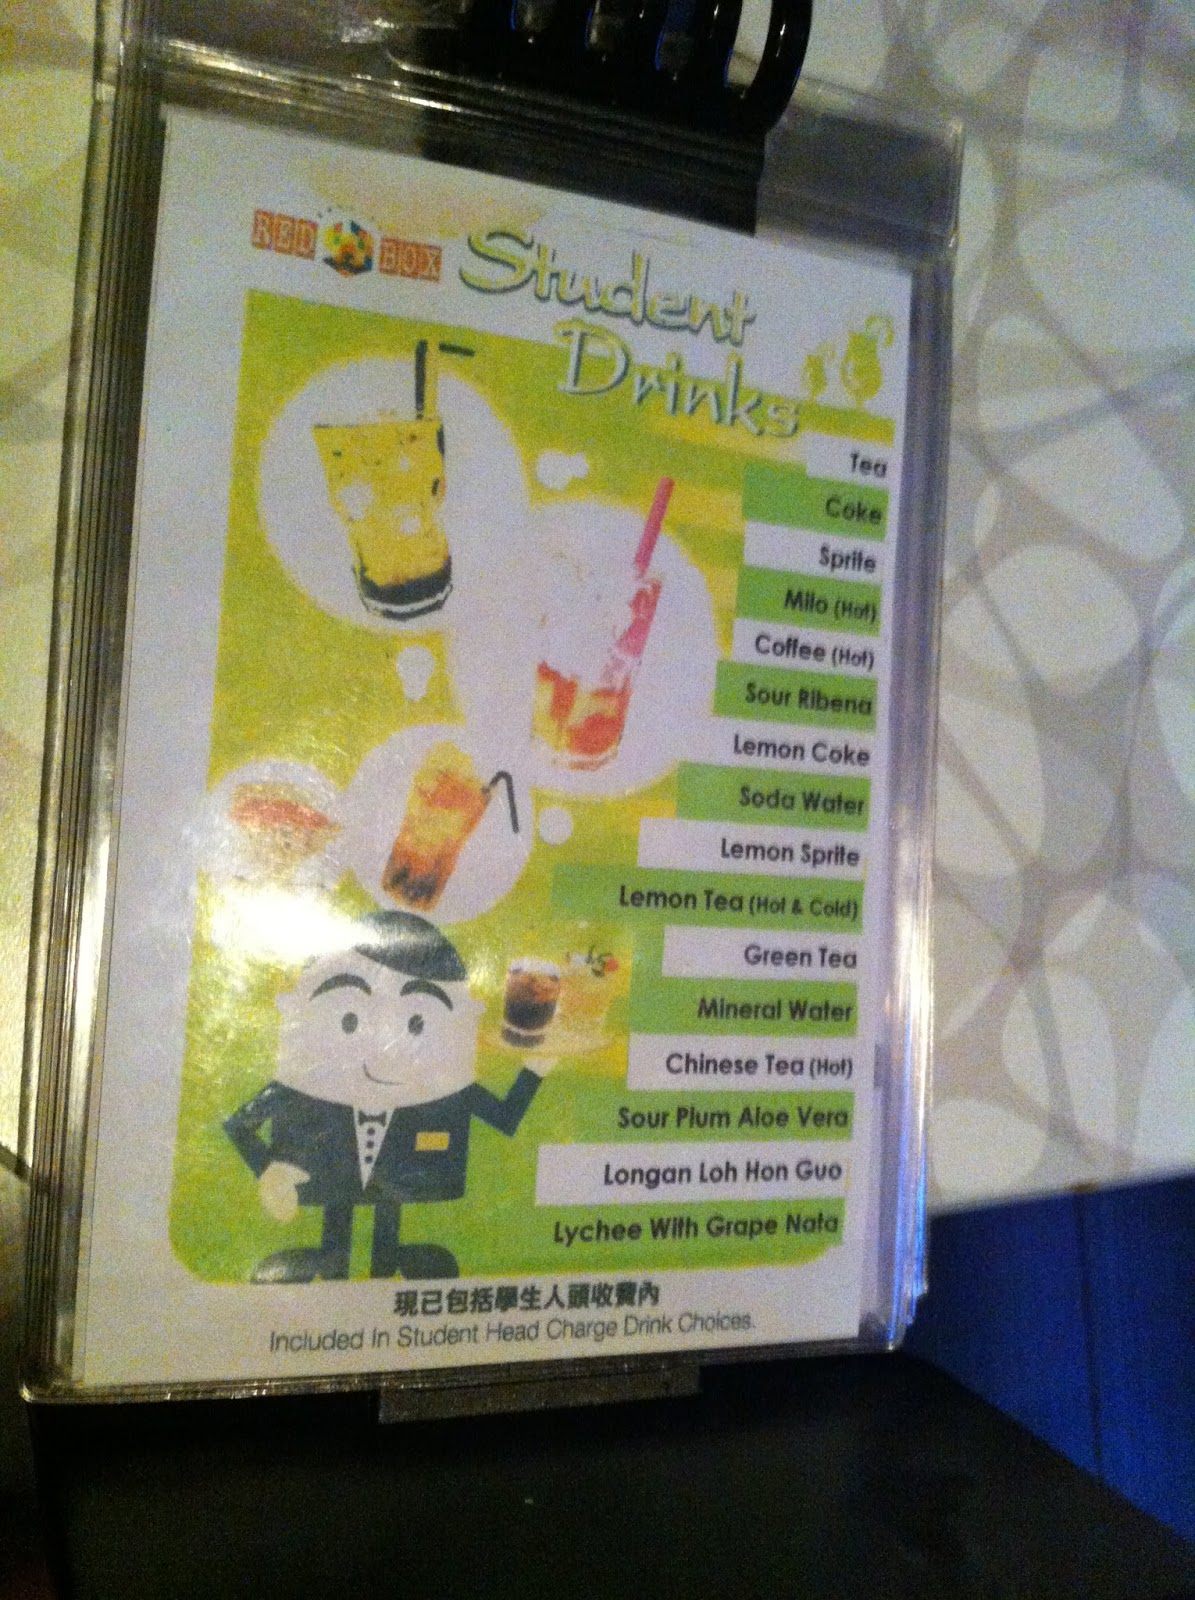 RED BOX
Student
Drinks
Tea
Coke
Sprite
Milo (Hot)
Coffee (Hot)
Sour Ribena
Lemon Coke
Soda Water
Lemon Sprite
Lemon Tea (Hot & Cold)
Green Tea
Mineral Water
Chinese Tea (Hot)
Sour Plum Aloe Vera
Longan Loh Hon Guo
Lychee With Grape Nata
現已包括學生人頭收費內
Included In Student Head Charge Drink Choices.